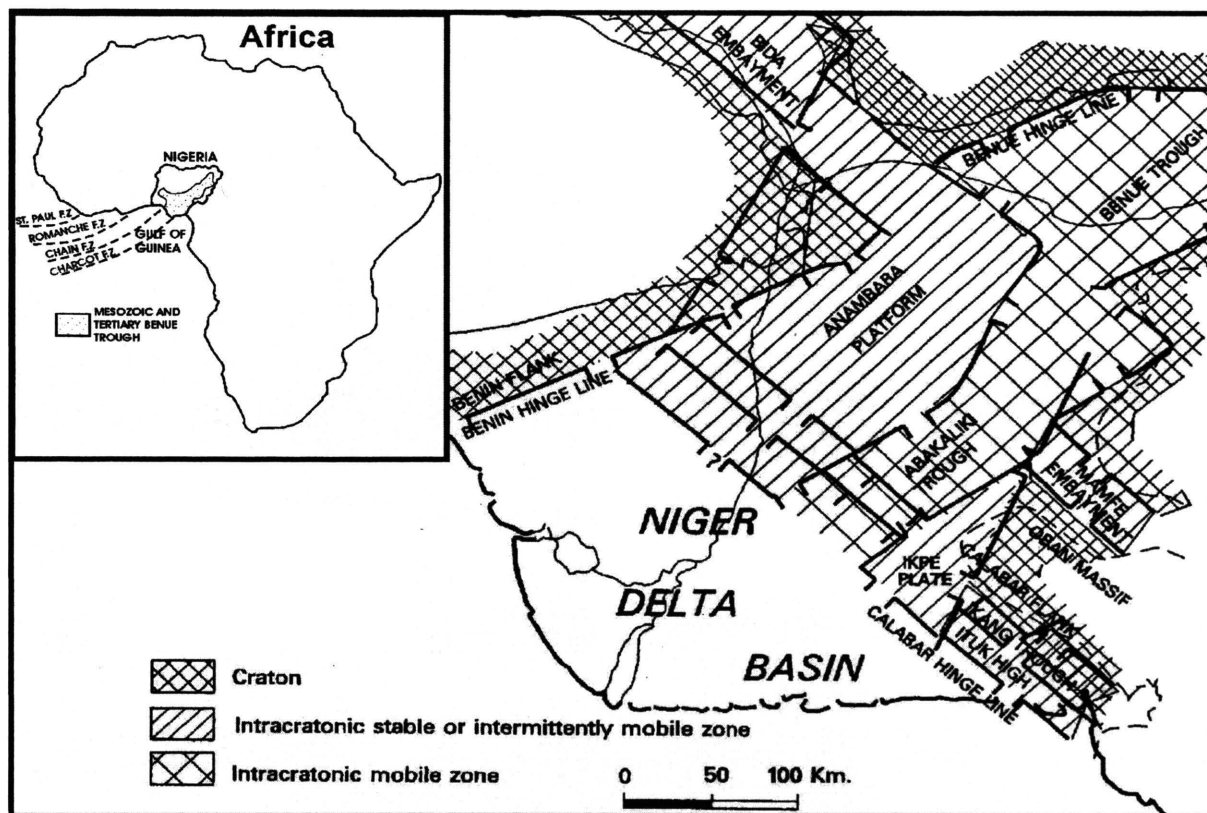 Africa
NIGERIA
ST. PAUL F.Z
ROMANCHE F.Z
CHAIN F.Z
CHARCOT F.Z
GULF OF
GUINEA
MESOZOIC AND
TERTIARY BENUE
TROUGH
BIDA
EMBAYMENT
BENUE HINGE LINE
BENUE TROUGH
ANAMBARA
PLATFORM
BENIN FLANK
BENIN HINGE LINE
ABAKALIKI
ROUGH
?
MAMFE
EMBAYMENT
OBAN MASSIF
NIGER
DELTA
BASIN
IKPE
PLATE
CALABAR FLANK
CALABAR HINGE LINE
KANG
ITUK HIGH
?
Craton
Intracratonic stable or intermittently mobile zone
Intracratonic mobile zone
0 50 100 Km.